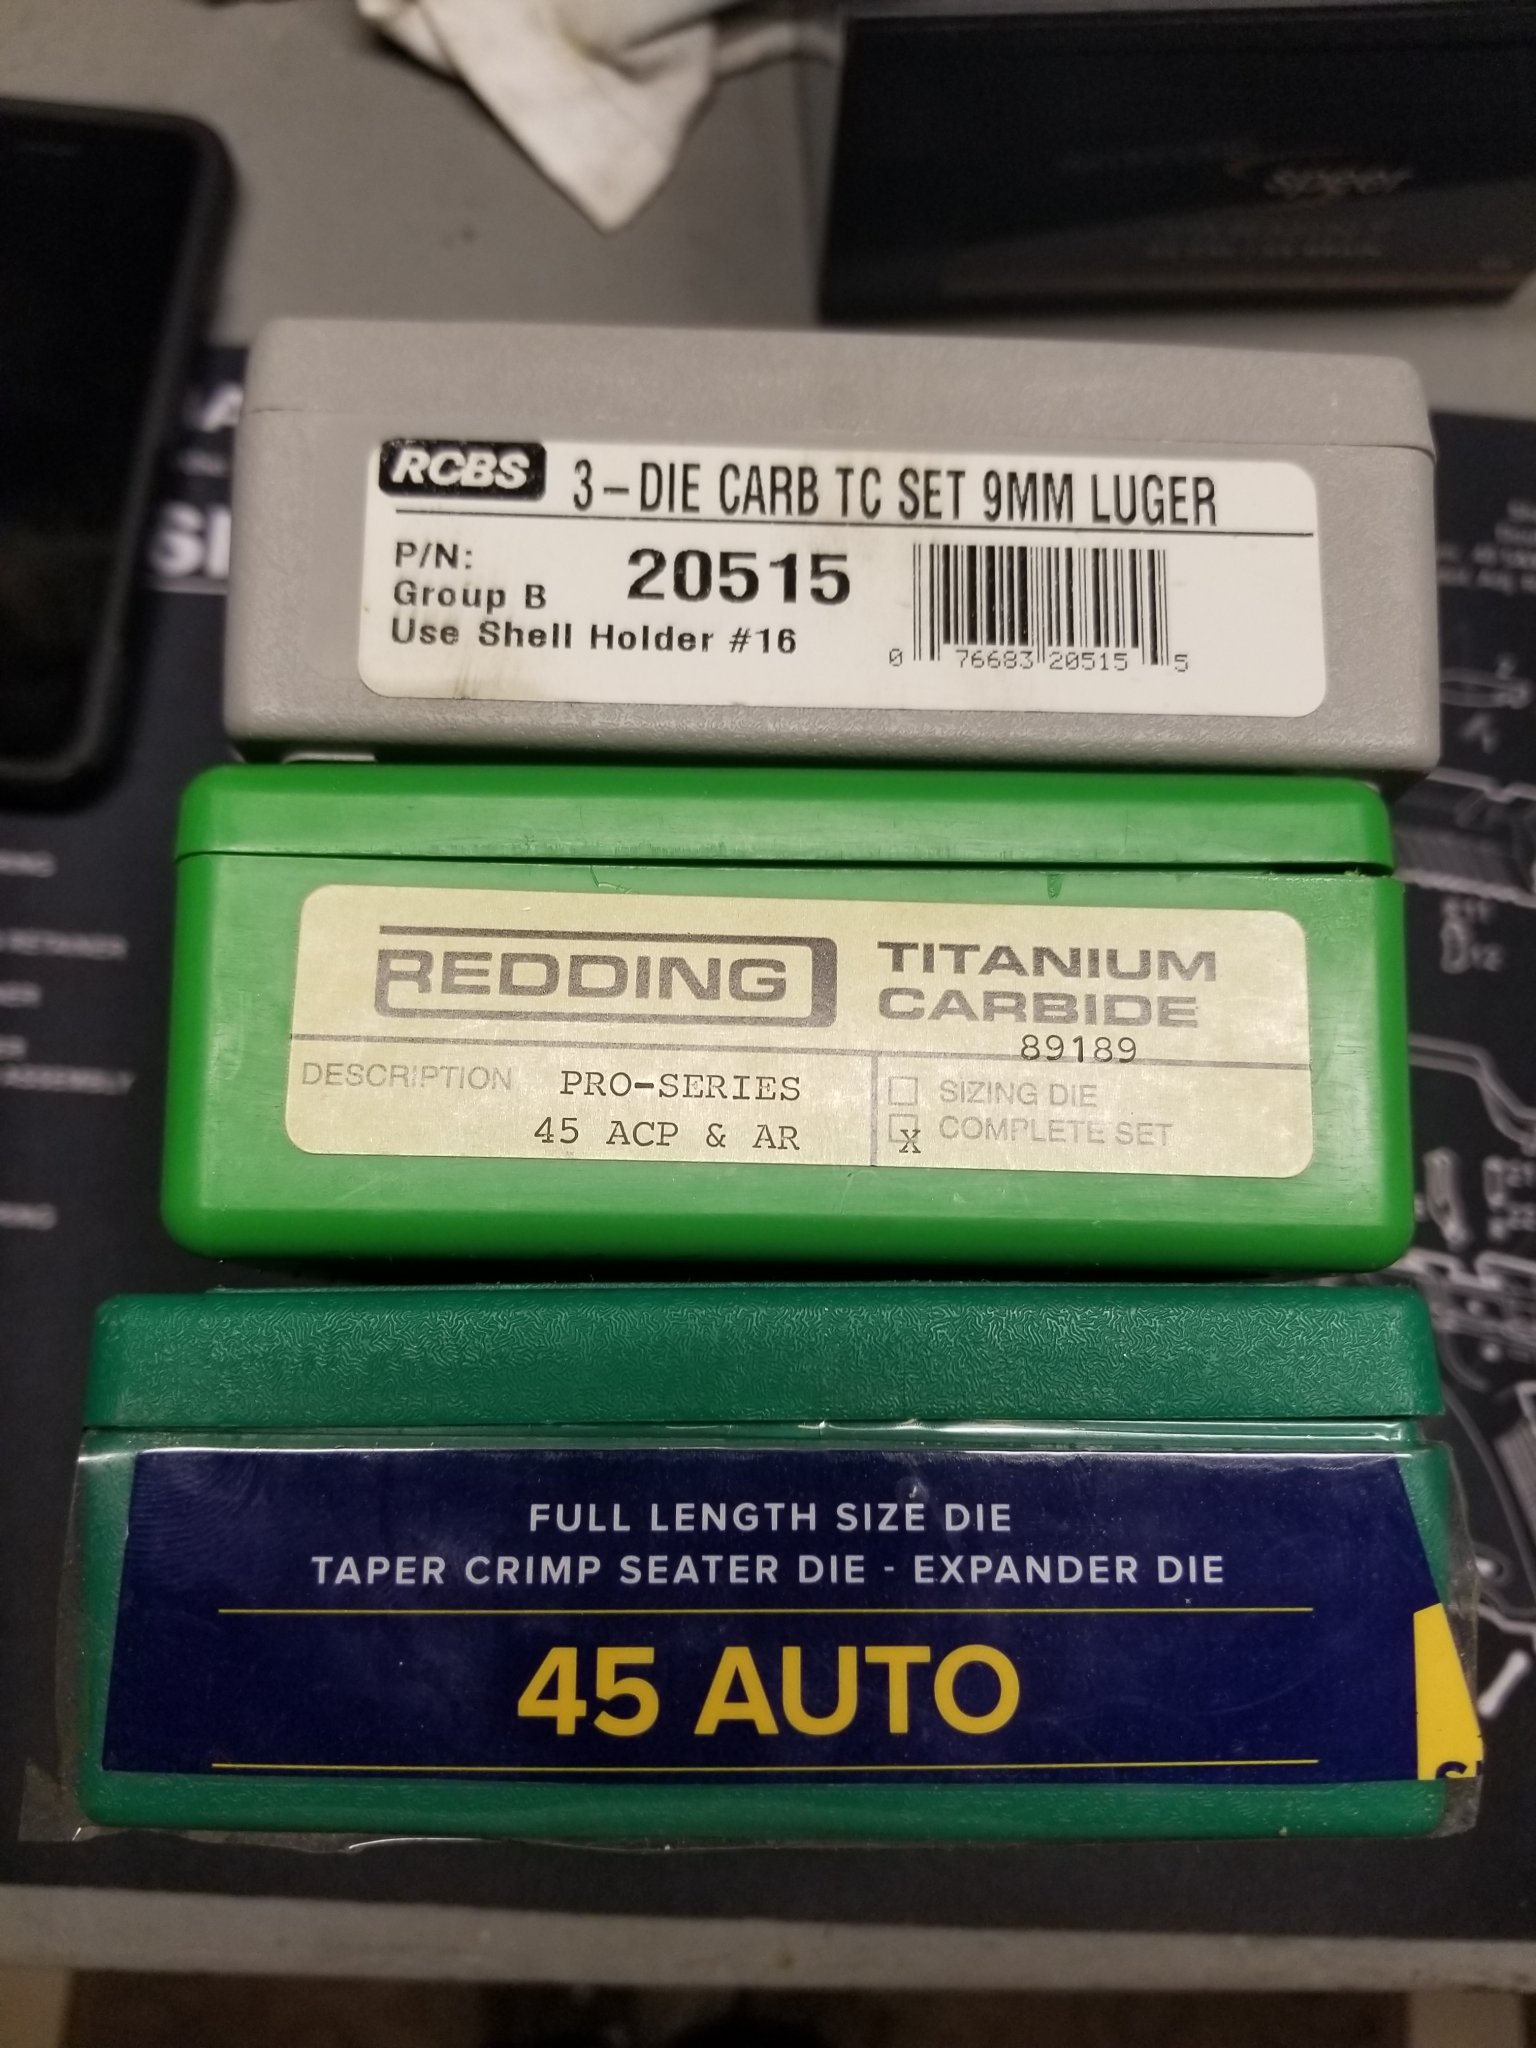 speer
RCBS 3-DIE CARB TC SET 9MM LUGER
P/N: 20515
Group B
Use Shell Holder #16
0 76683 20515 5
REDDING TITANIUM
CARBIDE
89189
DESCRIPTION PRO-SERIES
45 ACP & AR
SIZING DIE
X COMPLETE SET
FULL LENGTH SIZE DIE
TAPER CRIMP SEATER DIE - EXPANDER DIE
45 AUTO